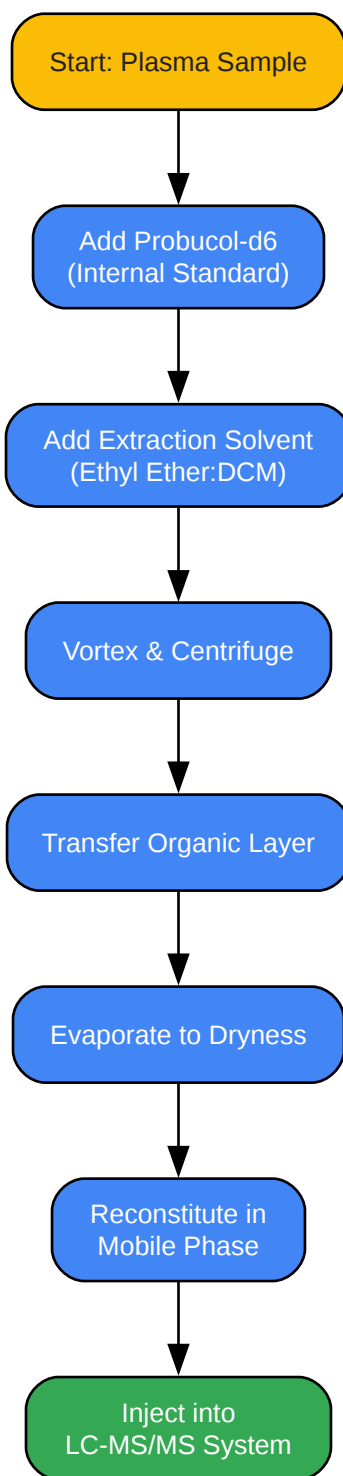 Start: Plasma Sample
Add Probucol-d6
(Internal Standard)
Add Extraction Solvent
(Ethyl Ether:DCM)
Vortex & Centrifuge
Transfer Organic Layer
Evaporate to Dryness
Reconstitute in
Mobile Phase
Inject into
LC-MS/MS System